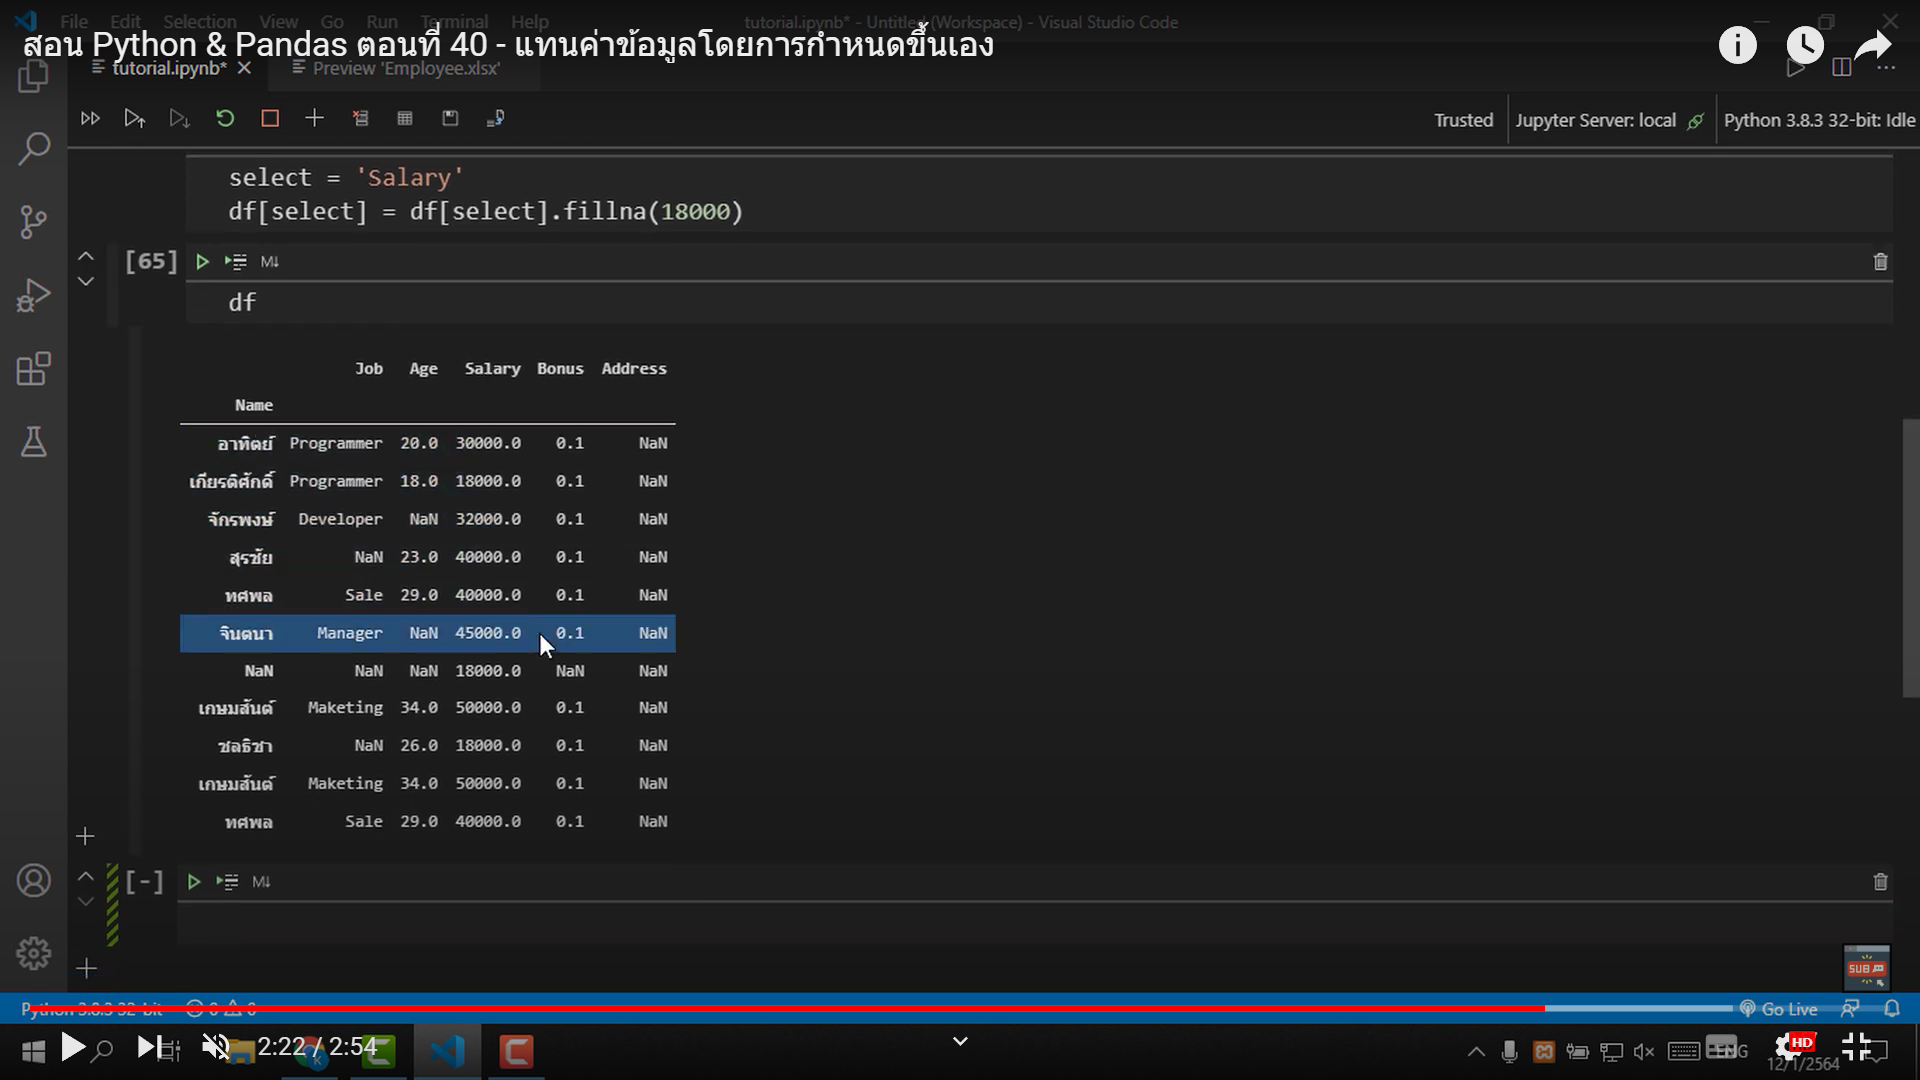 File Edit Selection View Go Run Terminal Help tutorial.ipynb* - Untitled (Workspace) - Visual Studio Code
สอน Python & Pandas ตอนที่ 40 - แทนค่าข้อมูลโดยการกำหนดขึ้นเอง
tutorial.ipynb* Preview 'Employee.xlsx'
Trusted Jupyter Server: local Python 3.8.3 32-bit: Idle
select = 'Salary'
df[select] = df[select].fillna(18000)
[65] M↓
df
Job Age Salary Bonus Address
Name
อาทิตย์ Programmer 20.0 30000.0 0.1 NaN
เกียรติศักดิ์ Programmer 18.0 18000.0 0.1 NaN
จักรพงษ์ Developer NaN 32000.0 0.1 NaN
สุรชัย NaN 23.0 40000.0 0.1 NaN
ทศพล Sale 29.0 40000.0 0.1 NaN
จินตนา Manager NaN 45000.0 0.1 NaN
NaN NaN NaN 18000.0 NaN NaN
เกษมสันต์ Maketing 34.0 50000.0 0.1 NaN
ชลธิชา NaN 26.0 18000.0 0.1 NaN
เกษมสันต์ Maketing 34.0 50000.0 0.1 NaN
ทศพล Sale 29.0 40000.0 0.1 NaN
[-] M↓
SUB
Python 3.8.3 32-bit 0 0 Go Live
2:22 / 2:54 ENG HD
12/1/2564